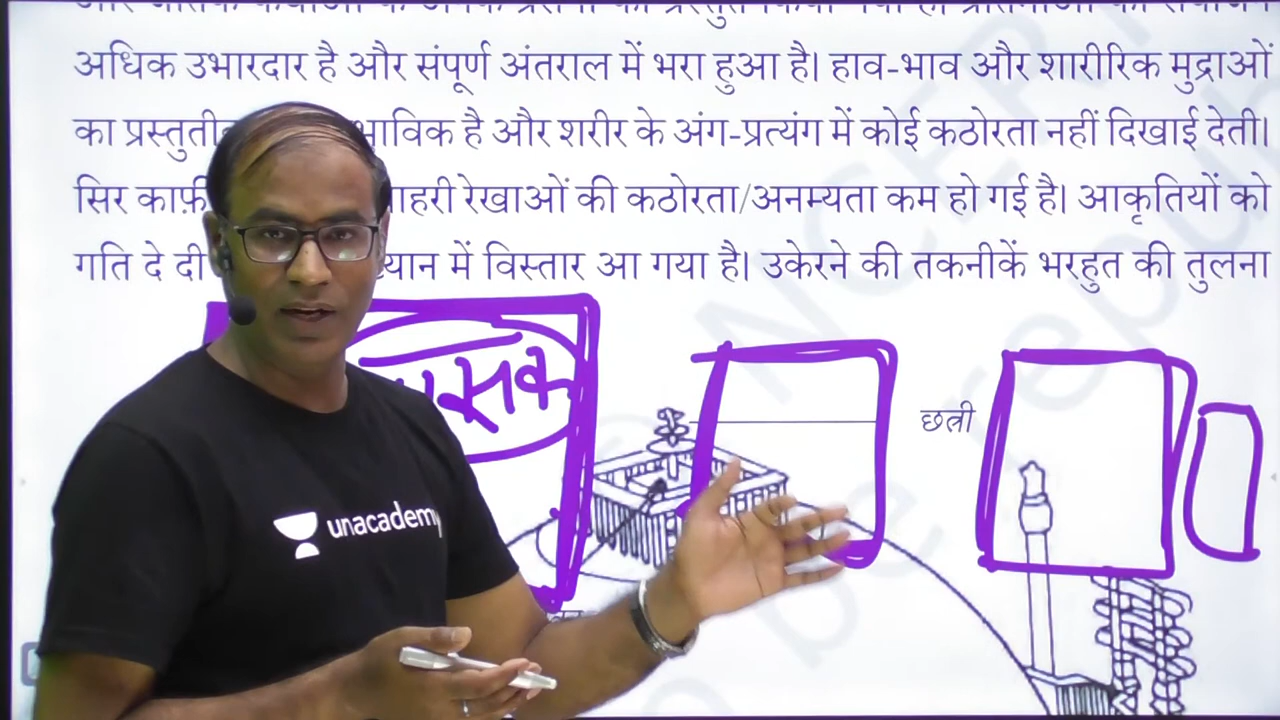 अधिक उभारदार है और संपूर्ण अंतराल में भरा हुआ है। हाव-भाव और शारीरिक मुद्राओं
का प्रस्तुती भाविक है और शरीर के अंग-प्रत्यंग में कोई कठोरता नहीं दिखाई देती।
सिर काफ़ी बाहरी रेखाओं की कठोरता/अनम्यता कम हो गई है। आकृतियों को
गति दे दी ख्यान में विस्तार आ गया है। उकेरने की तकनीकें भरहुत की तुलना
छत्री
unacademy